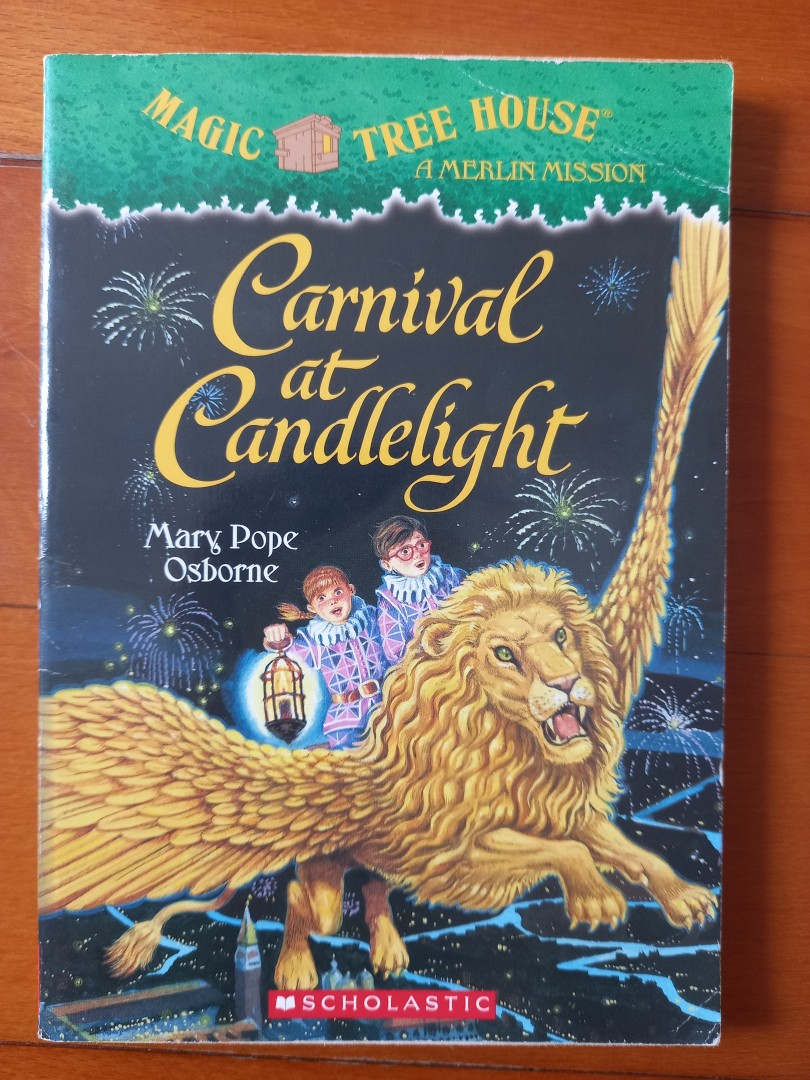 MAGIC TREE HOUSE®
A MERLIN MISSION
Carnival
at
Candlelight
Mary Pope
Osborne
SCHOLASTIC